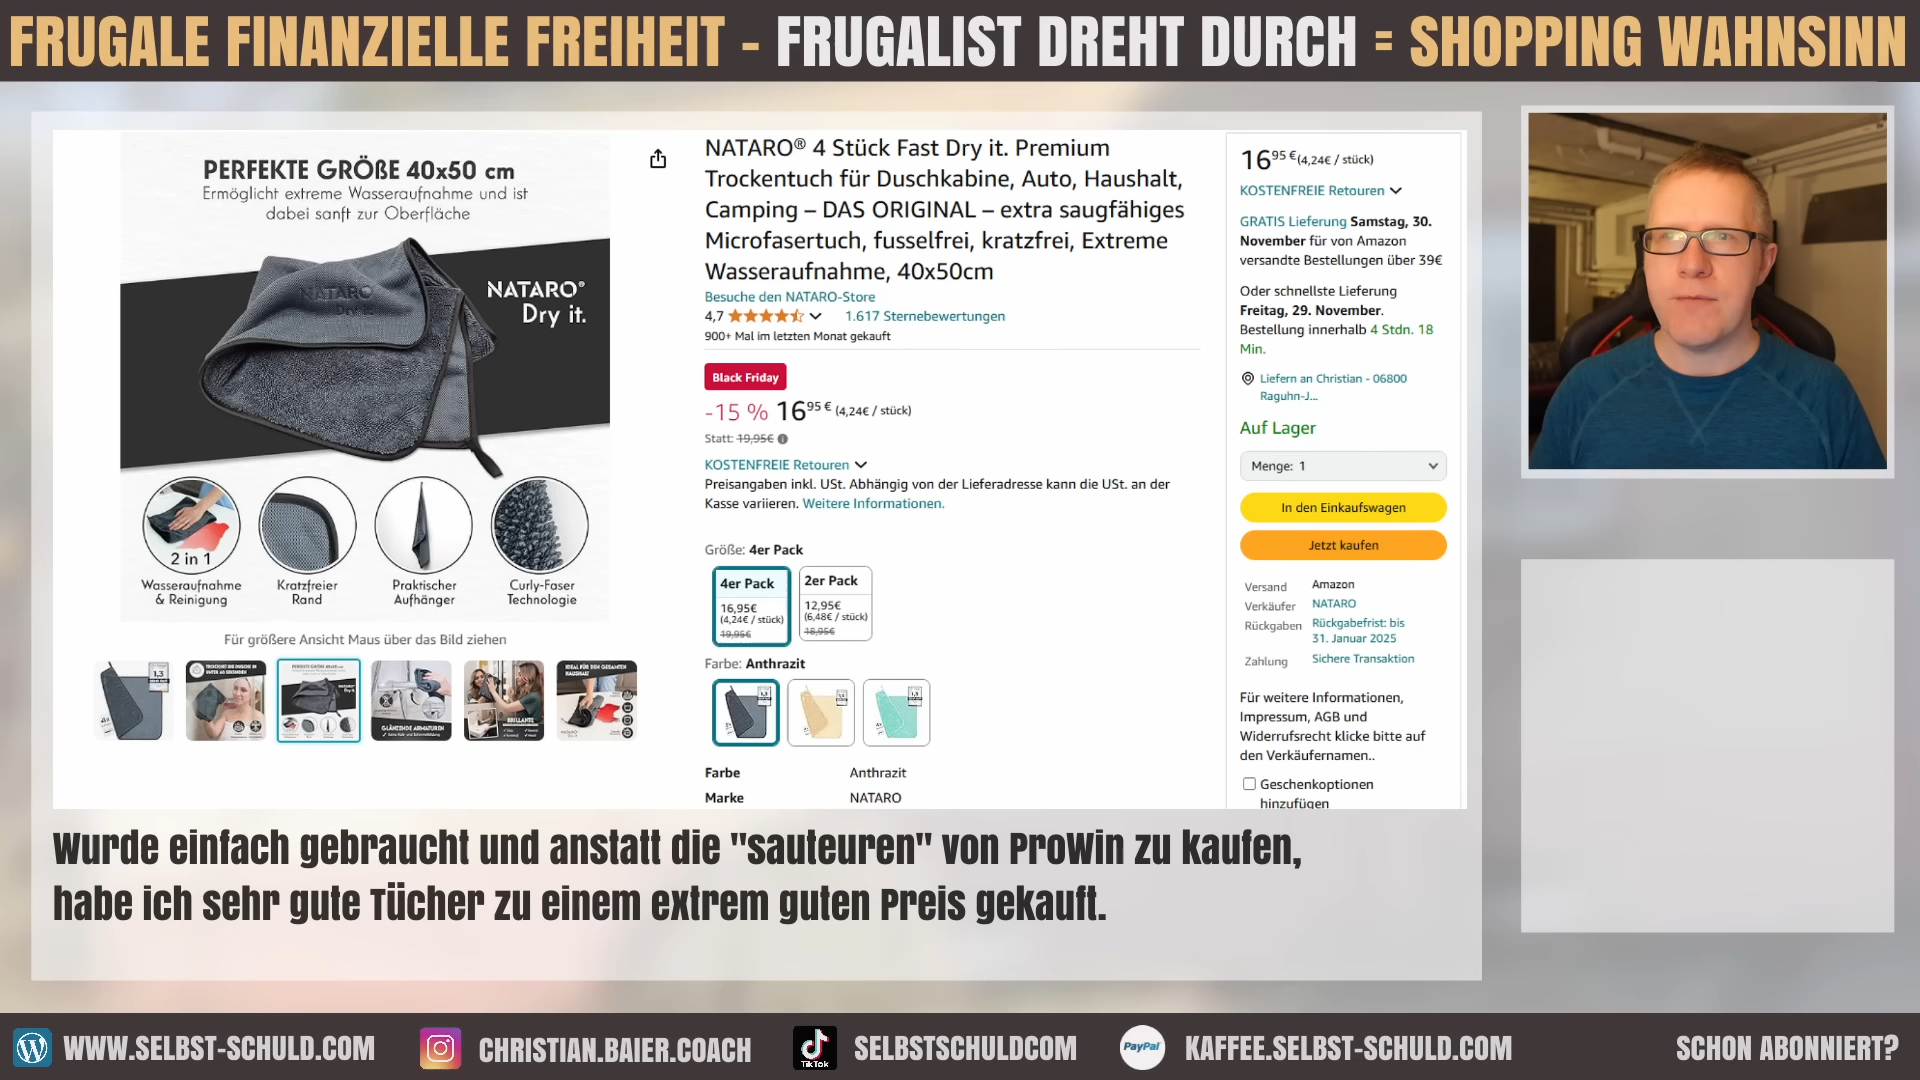 FRUGALE FINANZIELLE FREIHEIT - FRUGALIST DREHT DURCH = SHOPPING WAHNSINN
PERFEKTE GRÖßE 40x50 cm
Ermöglicht extreme Wasseraufnahme und ist
dabei sanft zur Oberfläche
NATARO®
Dry it.
NATARO
2 in 1
Wasseraufnahme
& Reinigung
Kratzfreier
Rand
Praktischer
Aufhänger
Curly-Faser
Technologie
Für größere Ansicht Maus über das Bild ziehen
NATARO® 4 Stück Fast Dry it. Premium
Trockentuch für Duschkabine, Auto, Haushalt,
Camping – DAS ORIGINAL – extra saugfähiges
Microfasertuch, fusselfrei, kratzfrei, Extreme
Wasseraufnahme, 40x50cm
Besuche den NATARO-Store
4,7 1.617 Sternebewertungen
900+ Mal im letzten Monat gekauft
Black Friday
-15 % 16⁹⁵ € (4,24€ / stück)
Statt: 19,95€
KOSTENFREIE Retouren
Preisangaben inkl. USt. Abhängig von der Lieferadresse kann die USt. an der
Kasse variieren. Weitere Informationen.
Größe: 4er Pack
4er Pack
16,95€
(4,24€ / stück)
19,95€
2er Pack
12,95€
(6,48€ / stück)
18,95€
Farbe: Anthrazit
Farbe Anthrazit
Marke NATARO
16⁹⁵ € (4,24€ / stück)
KOSTENFREIE Retouren
GRATIS Lieferung Samstag, 30.
November für von Amazon
versandte Bestellungen über 39€
Oder schnellste Lieferung
Freitag, 29. November.
Bestellung innerhalb 4 Stdn. 18
Min.
Liefern an Christian - 06800
Raguhn-J...
Auf Lager
Menge: 1
In den Einkaufswagen
Jetzt kaufen
Versand Amazon
Verkäufer NATARO
Rückgaben Rückgabefrist: bis
31. Januar 2025
Zahlung Sichere Transaktion
Für weitere Informationen,
Impressum, AGB und
Widerrufsrecht klicke bitte auf
den Verkäufernamen..
Geschenkoptionen
hinzufügen
Wurde einfach gebraucht und anstatt die "sauteuren" von ProWin zu kaufen,
habe ich sehr gute Tücher zu einem extrem guten Preis gekauft.
WWW.SELBST-SCHULD.COM
CHRISTIAN.BAIER.COACH
TikTok
SELBSTSCHULDCOM
PayPal
KAFFEE.SELBST-SCHULD.COM
SCHON ABONNIERT?